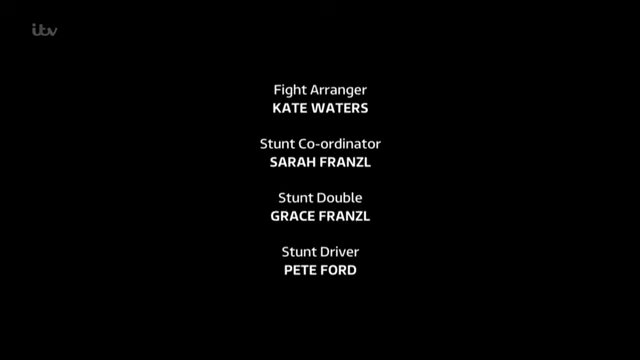 itv
Fight Arranger
KATE WATERS
Stunt Co-ordinator
SARAH FRANZL
Stunt Double
GRACE FRANZL
Stunt Driver
PETE FORD